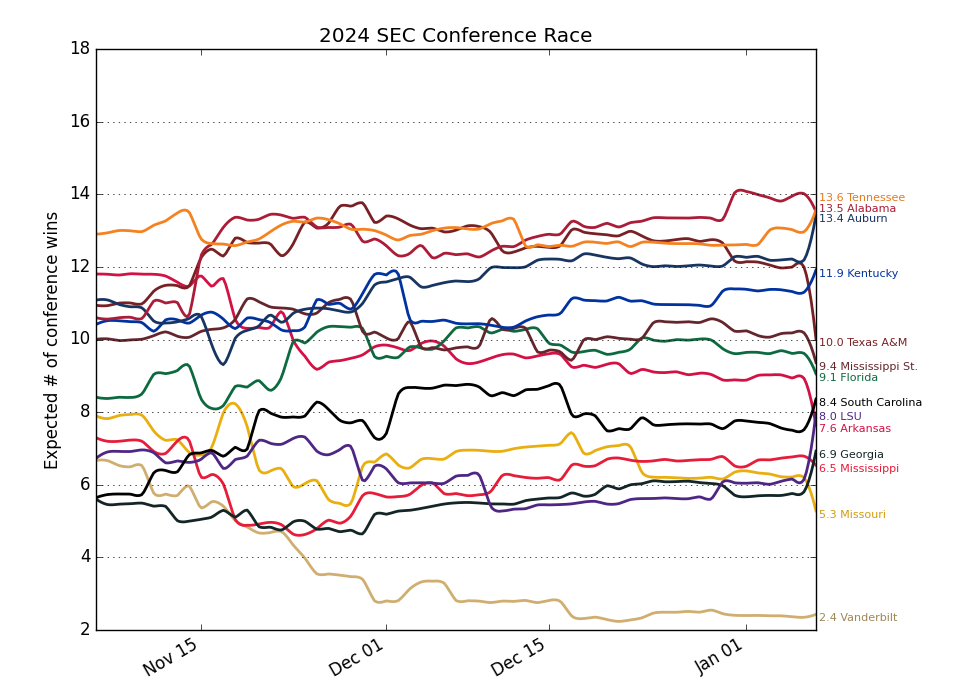 2024 SEC Conference Race
Expected # of conference wins
18
16
14
12
10
8
6
4
2
13.6 Tennessee
13.5 Alabama
13.4 Auburn
11.9 Kentucky
10.0 Texas A&M
9.4 Mississippi St.
9.1 Florida
8.4 South Carolina
8.0 LSU
7.6 Arkansas
6.9 Georgia
6.5 Mississippi
5.3 Missouri
2.4 Vanderbilt
Nov 15
Dec 01
Dec 15
Jan 01